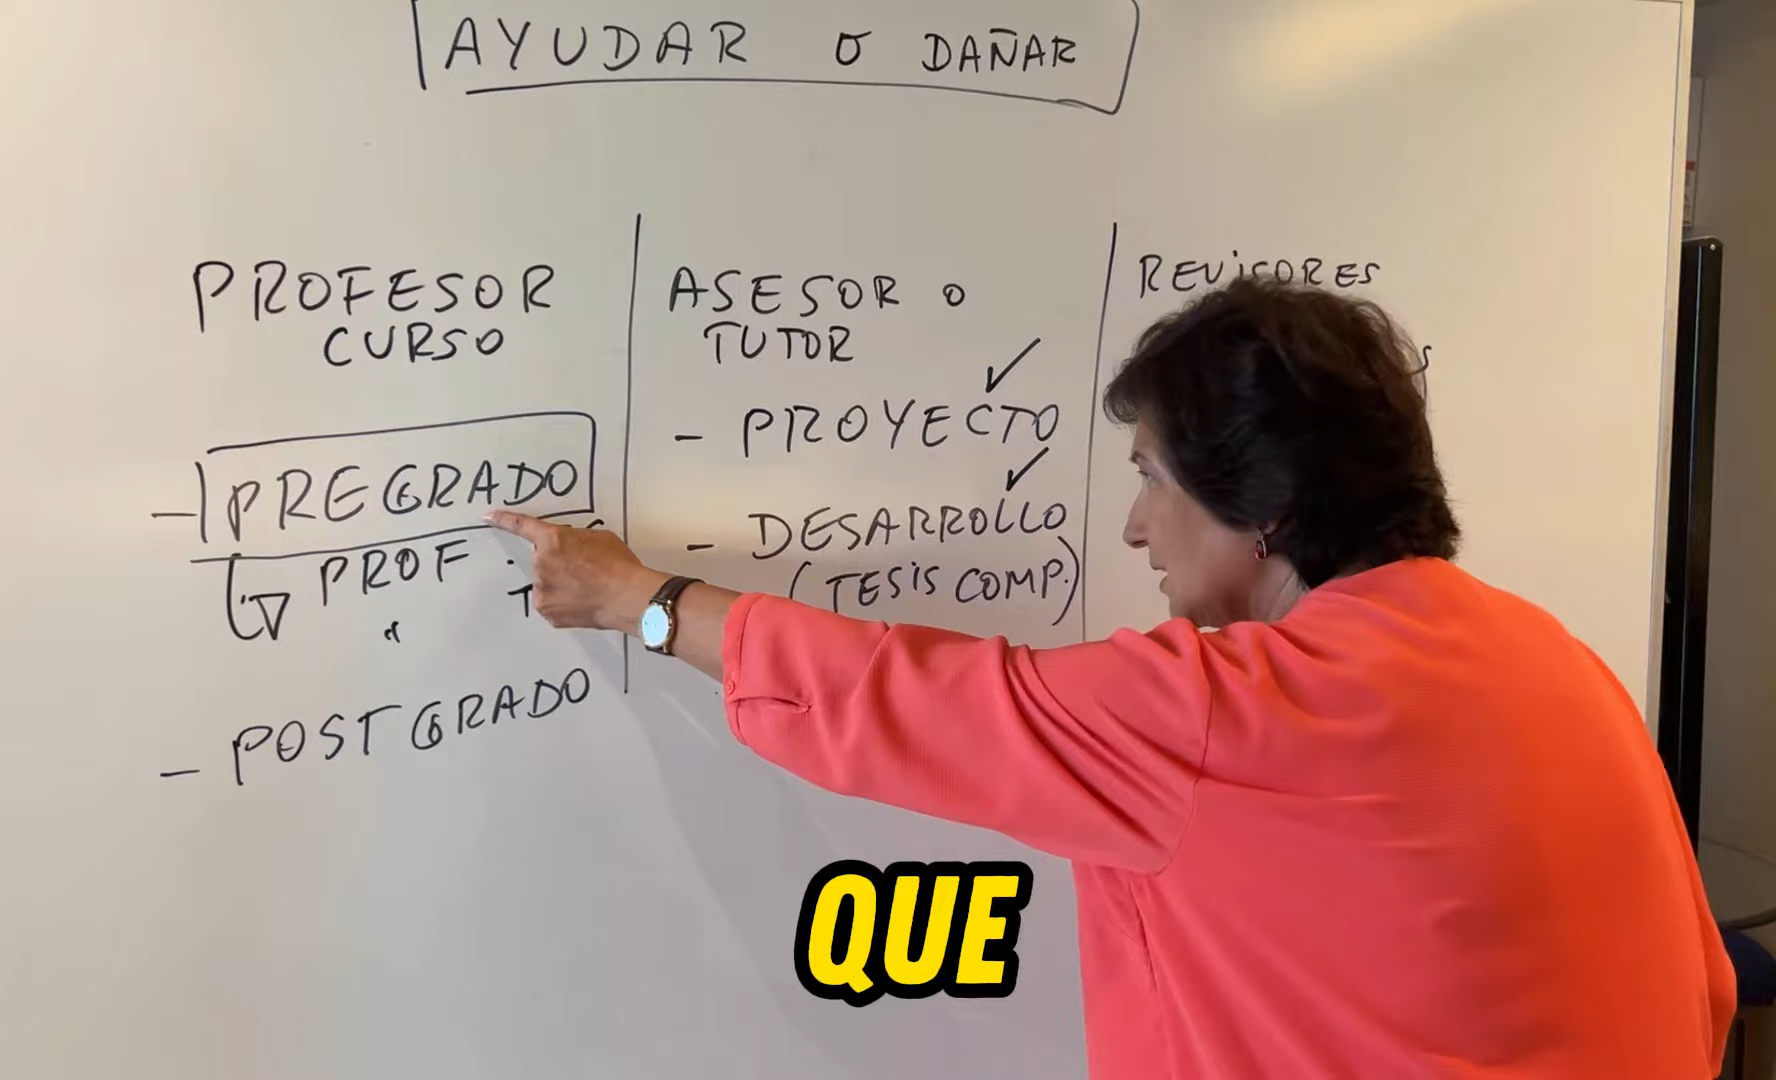 AYUDAR O DAÑAR
PROFESOR
CURSO
- PREGRADO
PROF
"
- POSTGRADO
ASESOR O
TUTOR
✓
- PROYECTO
✓
- DESARROLLO
(TESIS COMP.)
REVISORES
QUE